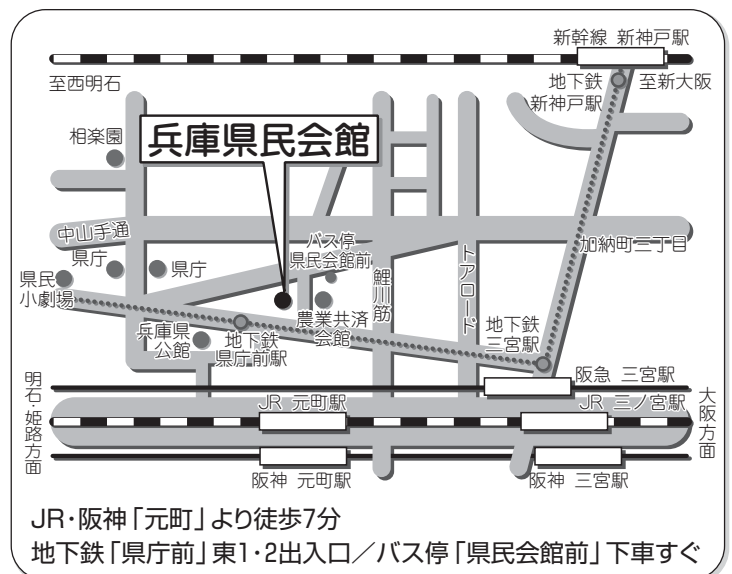 新幹線 新神戸駅
至西明石
地下鉄
新神戸駅
至新大阪
相楽園
兵庫県民会館
中山手通
バス停
県民会館前
加納町三丁目
県庁
県庁
県民
小劇場
鯉川筋
トアロード
農業共済
会館
兵庫県
公館
地下鉄
県庁前駅
地下鉄
三宮駅
明石・姫路方面
阪急 三宮駅
大阪方面
JR 元町駅
JR 三ノ宮駅
阪神 元町駅
阪神 三宮駅
JR・阪神「元町」より徒歩7分
地下鉄「県庁前」東1・2出入口／バス停「県民会館前」下車すぐ